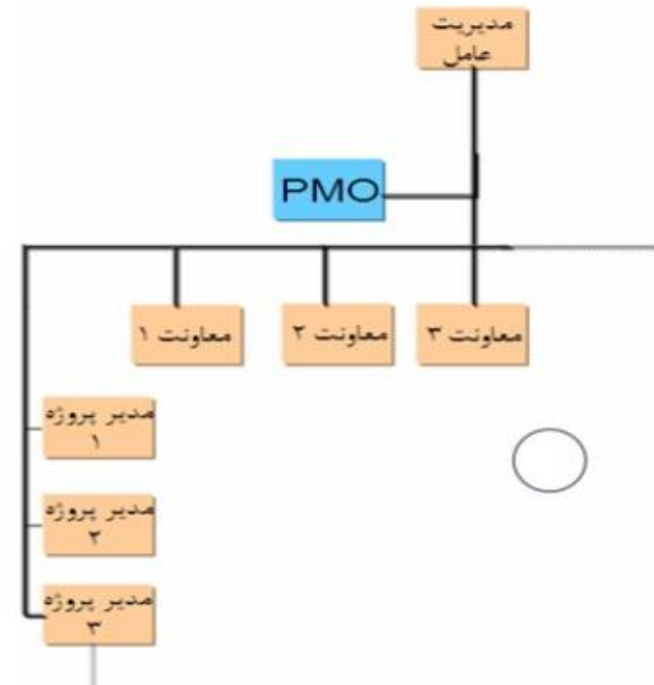 مدیریت
عامل
PMO
معاونت ۳
معاونت ۲
معاونت ۱
مدیر پروژه
۱
مدیر پروژه
۲
مدیر پروژه
۳